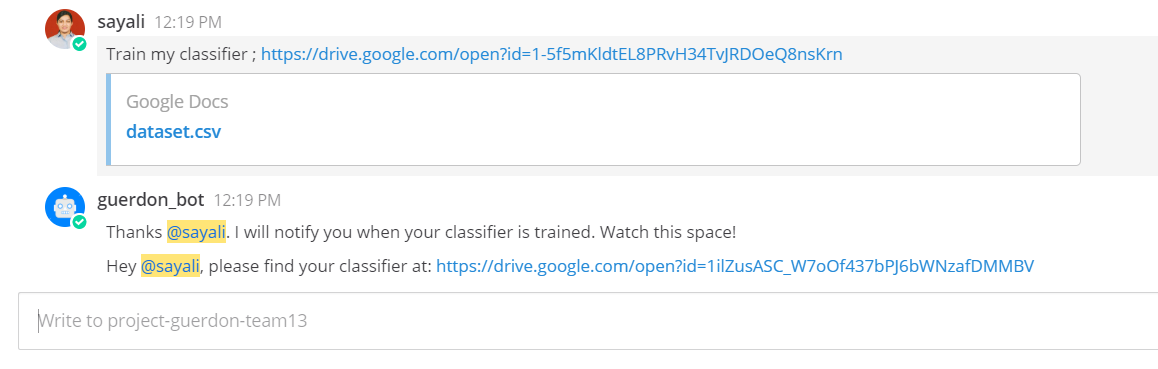 sayali 12:19 PM
Train my classifier ; https://drive.google.com/open?id=1-5f5mKldtEL8PRvH34TvJRDOeQ8nsKrn
Google Docs
dataset.csv
guerdon_bot 12:19 PM
Thanks @sayali. I will notify you when your classifier is trained. Watch this space!
Hey @sayali, please find your classifier at: https://drive.google.com/open?id=1ilZusASC_W7oOf437bPJ6bWNzafDMMBV
Write to project-guerdon-team13